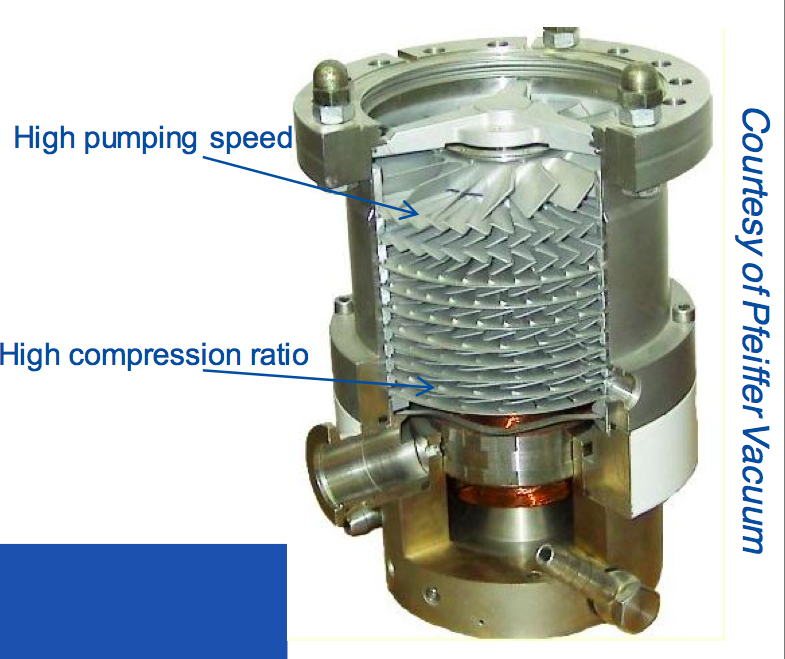 High pumping speed
High compression ratio
Courtesy of Pfeiffer Vacuum